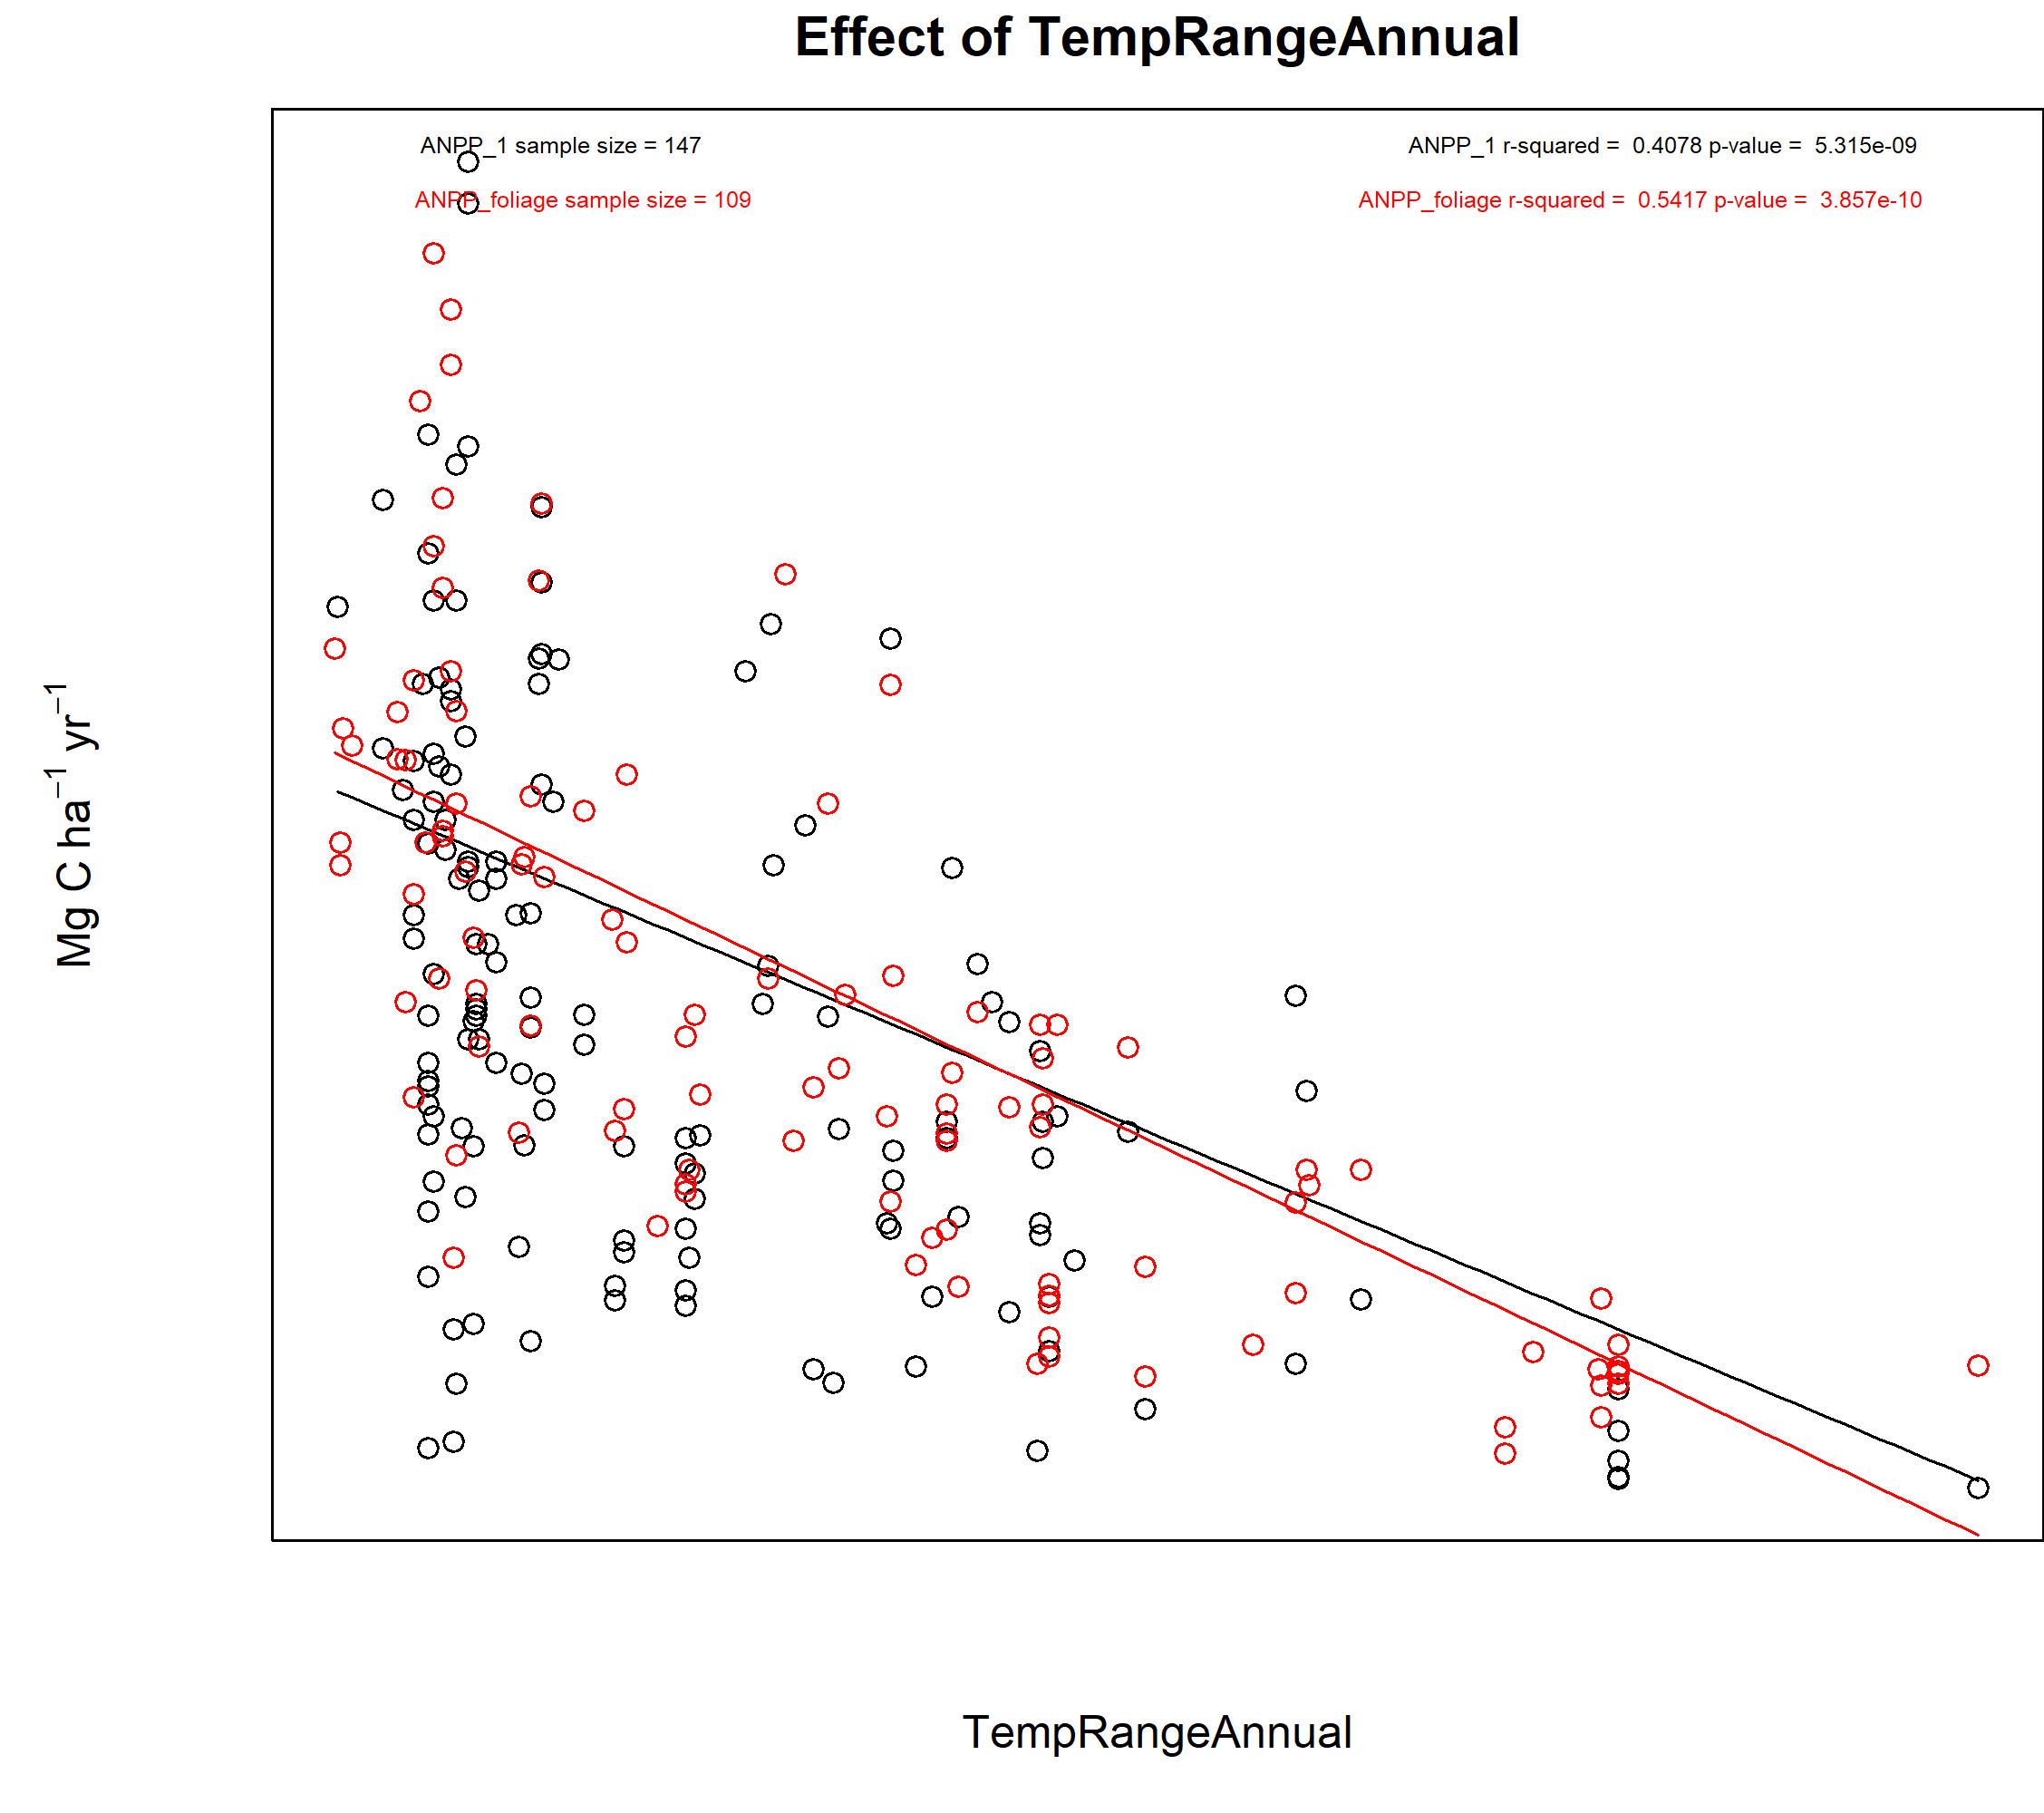 Effect of TempRangeAnnual
ANPP_1 sample size = 147
ANPP_1 r-squared =  0.4078 p-value =  5.315e-09
ANPP_foliage sample size = 109
ANPP_foliage r-squared =  0.5417 p-value =  3.857e-10
Mg C ha⁻¹ yr⁻¹
TempRangeAnnual